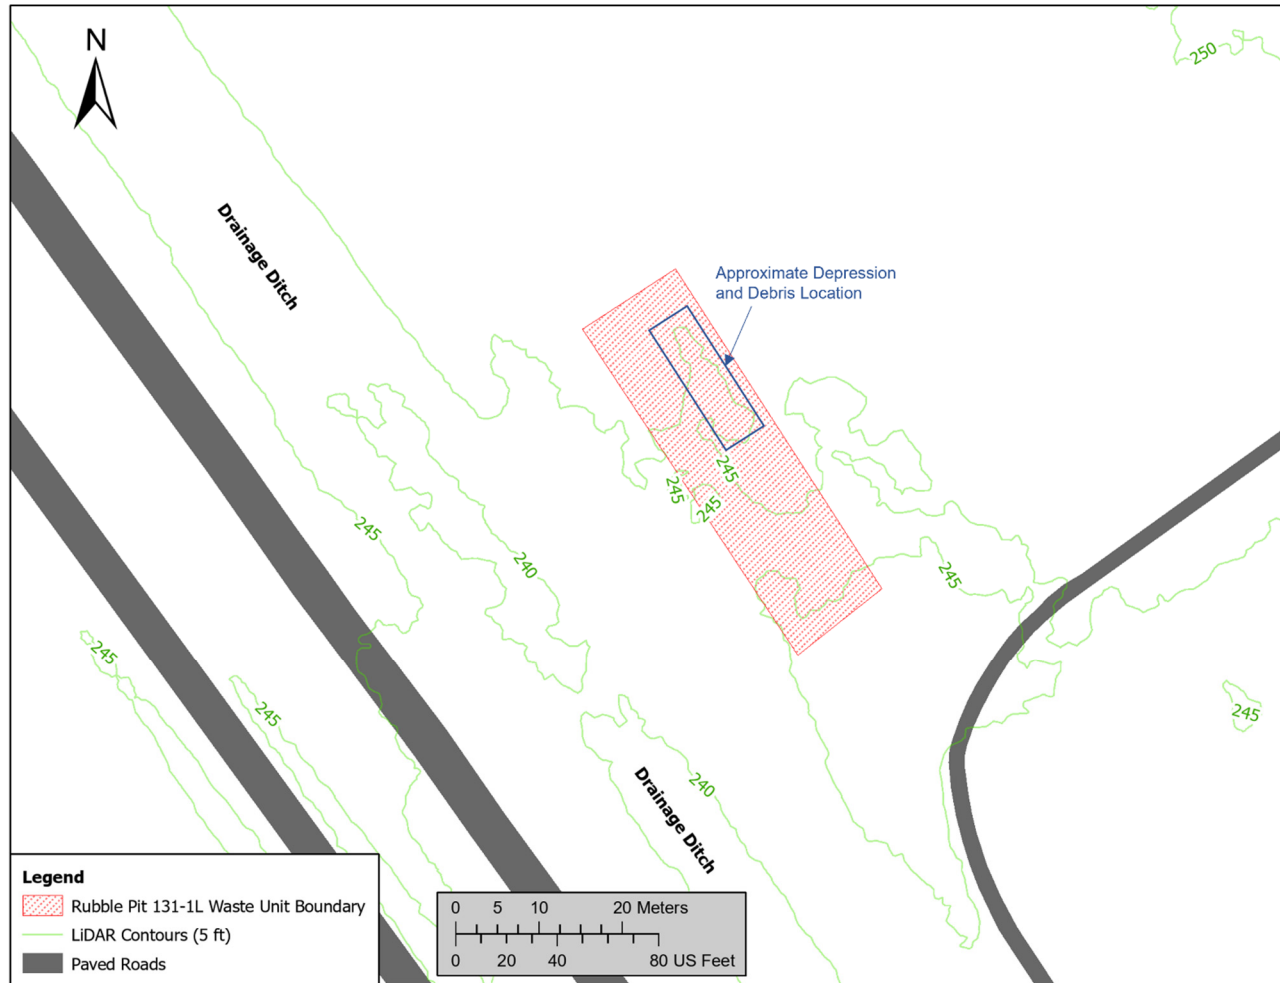 N
250
Drainage Ditch
Approximate Depression
and Debris Location
245
245
245
245
240
245
245
245
245
240
Drainage Ditch
Legend
Rubble Pit 131-1L Waste Unit Boundary
LiDAR Contours (5 ft)
Paved Roads
0 5 10 20 Meters
0 20 40 80 US Feet